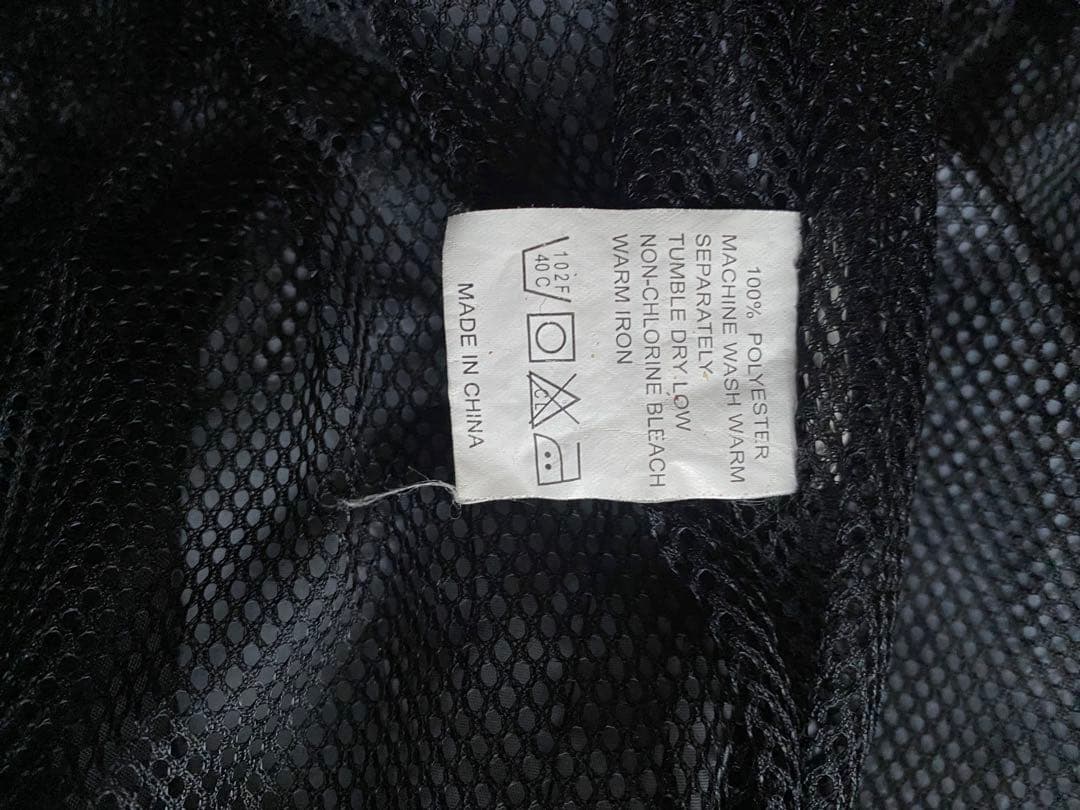 100% POLYESTER
MACHINE WASH WARM
SEPARATELY
TUMBLE DRY LOW
NON-CHLORINE BLEACH
WARM IRON
102F
40C
CL
MADE IN CHINA